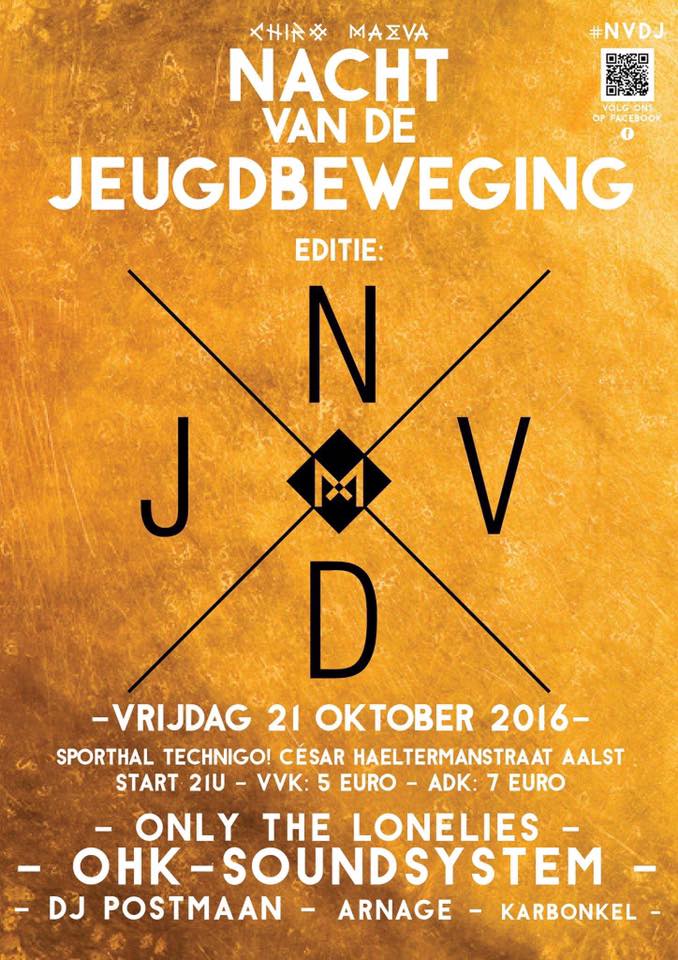 CHIRO MAEVA
#NVDJ
NACHT
VAN DE
JEUGDBEWEGING
VOLG ONS
OP FACEBOOK
f
EDITIE:
N
J V
M
D
-VRIJDAG 21 OKTOBER 2016-
SPORTHAL TECHNIGO! CÉSAR HAELTERMANSTRAAT AALST
START 21U - VVK: 5 EURO - ADK: 7 EURO
- ONLY THE LONELIES -
- OHK-SOUNDSYSTEM -
- DJ POSTMAAN - ARNAGE - KARBONKEL -